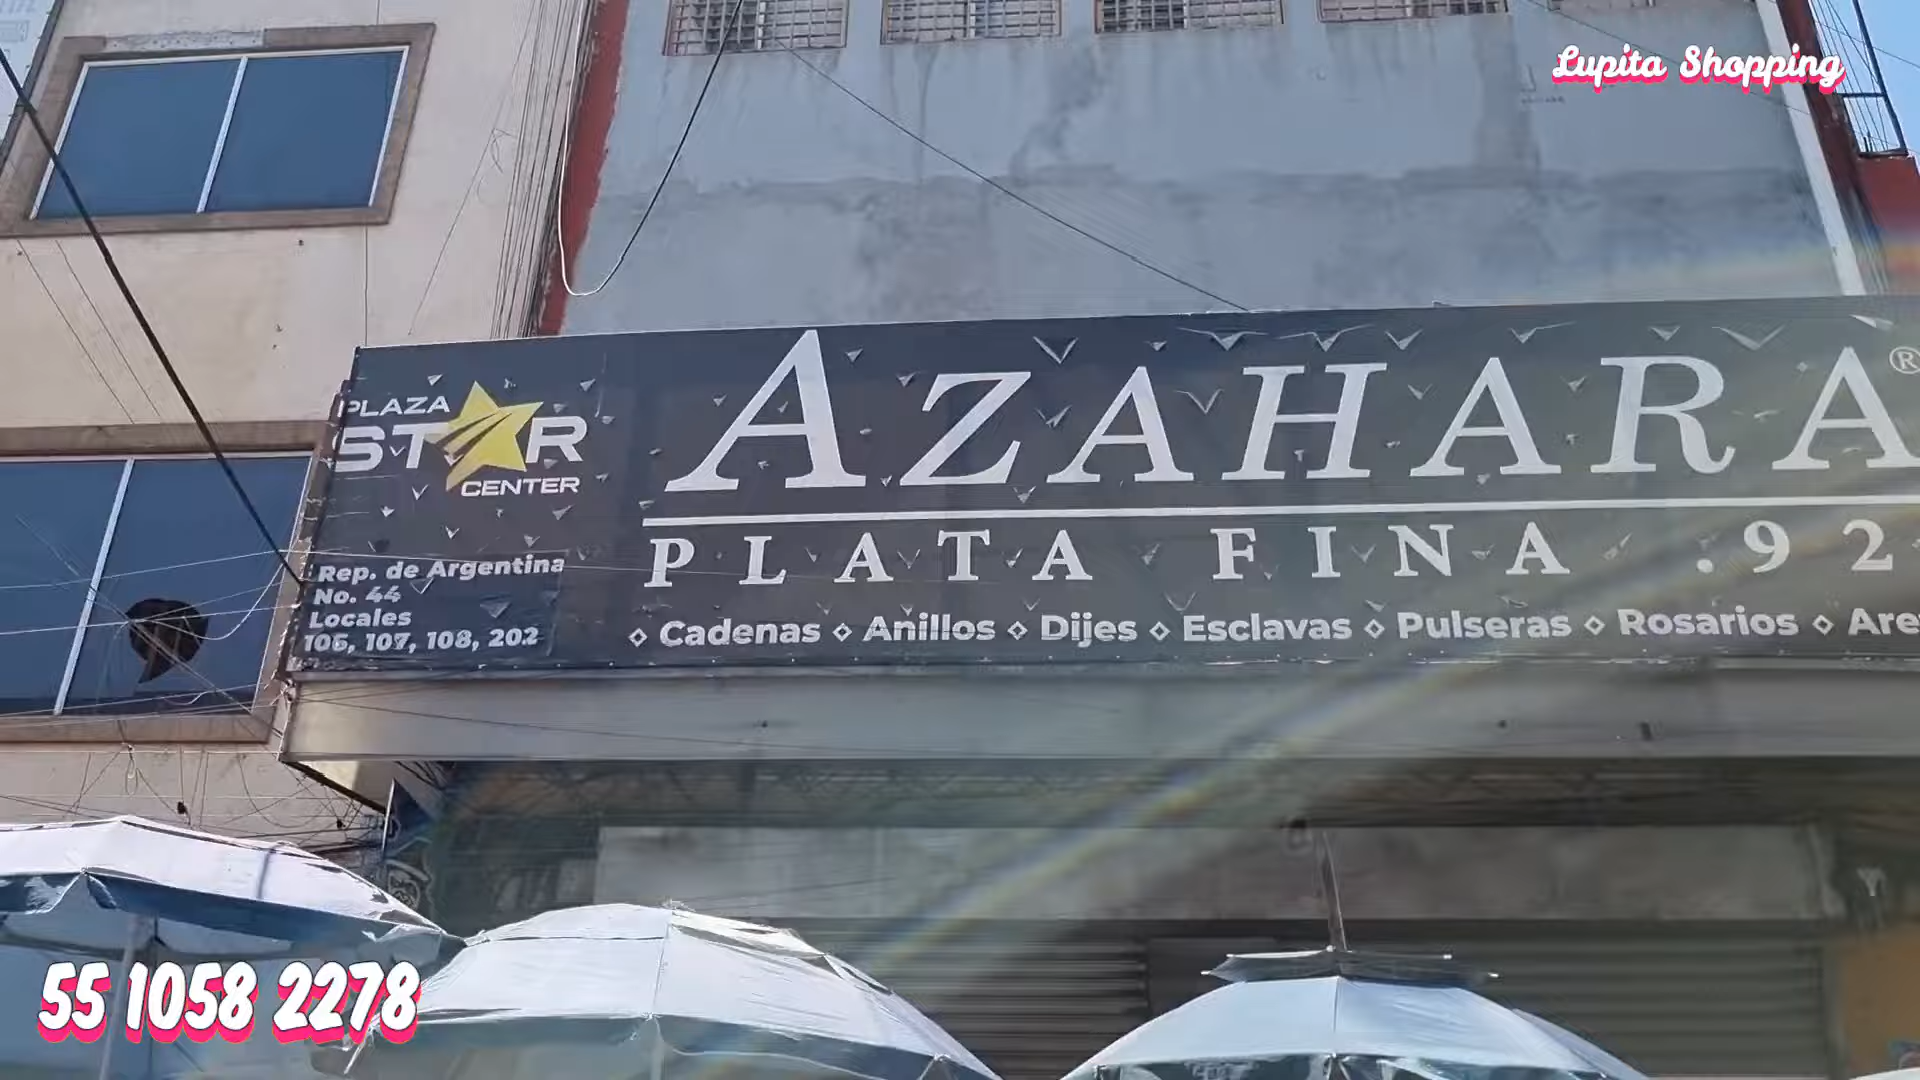 Lupita Shopping
PLAZA
STAR
CENTER
AZAHARA®
PLATA FINA .92
Rep. de Argentina
No. 44
Locales
106, 107, 108, 202
◇ Cadenas ◇ Anillos ◇ Dijes ◇ Esclavas ◇ Pulseras ◇ Rosarios ◇ Are
55 1058 2278